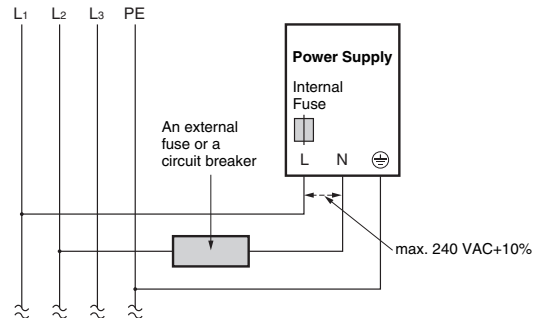 L1 L2 L3 PE
Power Supply
Internal
Fuse
L N
An external
fuse or a
circuit breaker
max. 240 VAC+10%